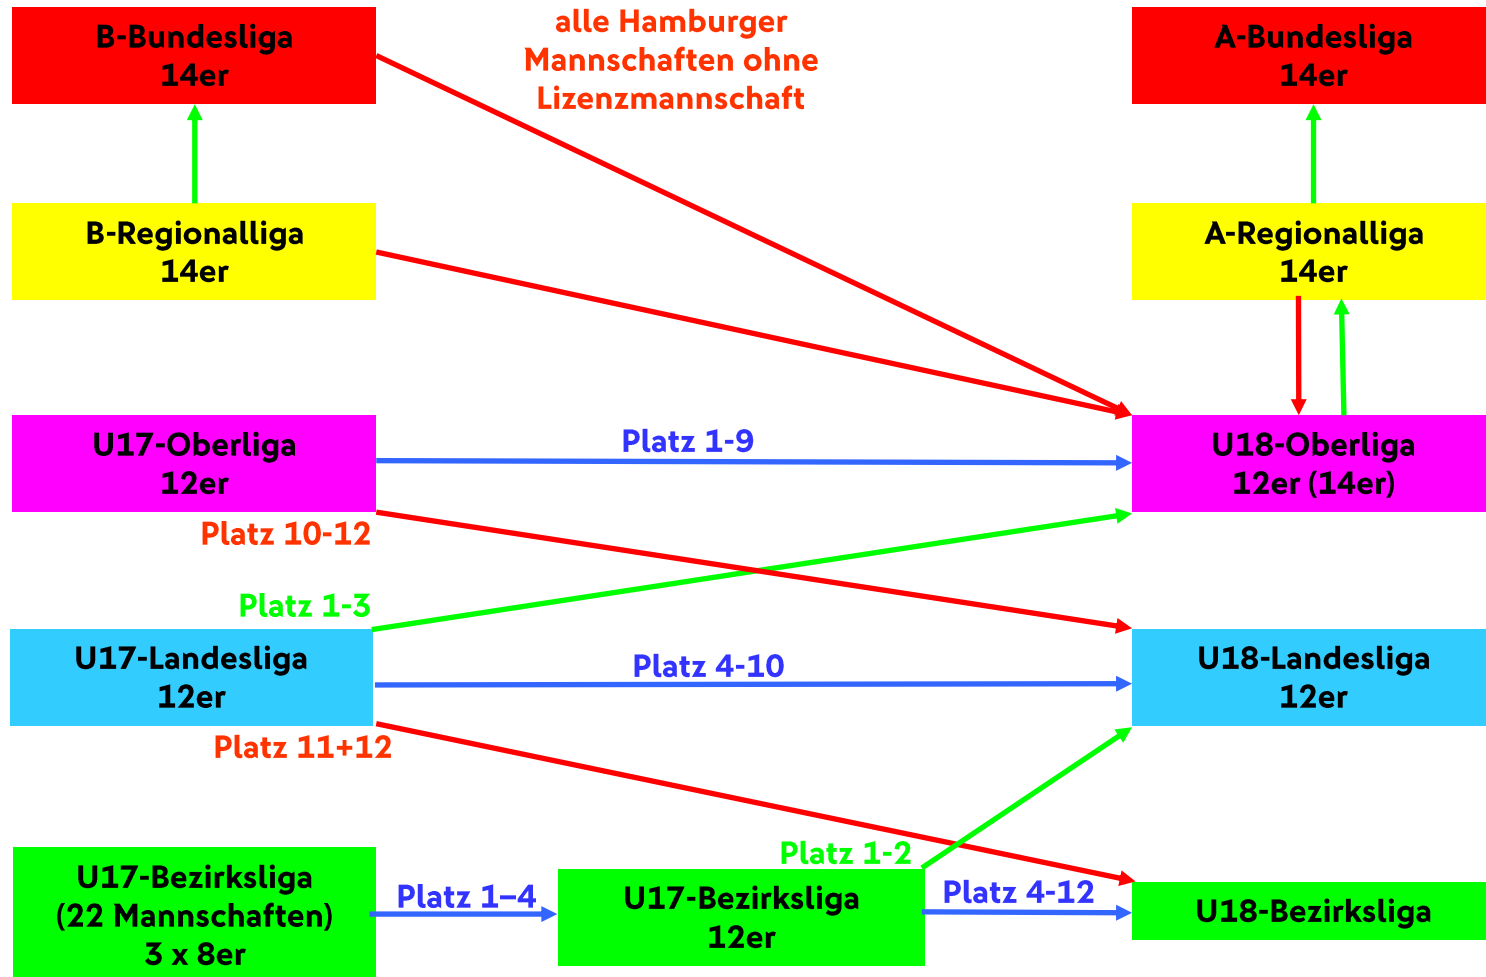 B-Bundesliga
14er
alle Hamburger
Mannschaften ohne
Lizenzmannschaft
A-Bundesliga
14er
B-Regionalliga
14er
A-Regionalliga
14er
U17-Oberliga
12er
Platz 1-9
U18-Oberliga
12er (14er)
Platz 10-12
Platz 1-3
U17-Landesliga
12er
Platz 4-10
U18-Landesliga
12er
Platz 11+12
U17-Bezirksliga
(22 Mannschaften)
3 x 8er
Platz 1–4
Platz 1-2
U17-Bezirksliga
12er
Platz 4-12
U18-Bezirksliga